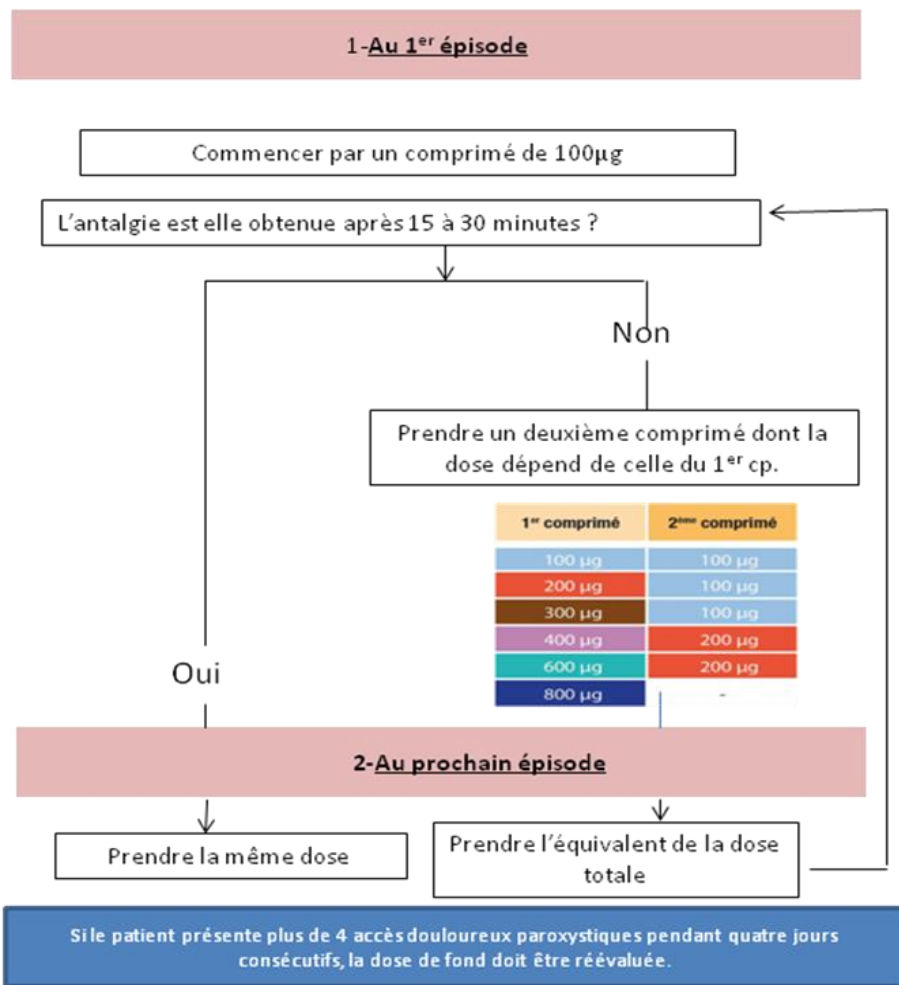 1-Au 1er épisode
Commencer par un comprimé de 100µg
L'antalgie est elle obtenue après 15 à 30 minutes ?
Non
Prendre un deuxième comprimé dont la
dose dépend de celle du 1er cp.
1er comprimé 2ème comprimé
100 µg 100 µg
200 µg 100 µg
300 µg 100 µg
400 µg 200 µg
600 µg 200 µg
800 µg -
Oui
2-Au prochain épisode
Prendre la même dose
Prendre l'équivalent de la dose
totale
Si le patient présente plus de 4 accès douloureux paroxystiques pendant quatre jours
consécutifs, la dose de fond doit être réévaluée.